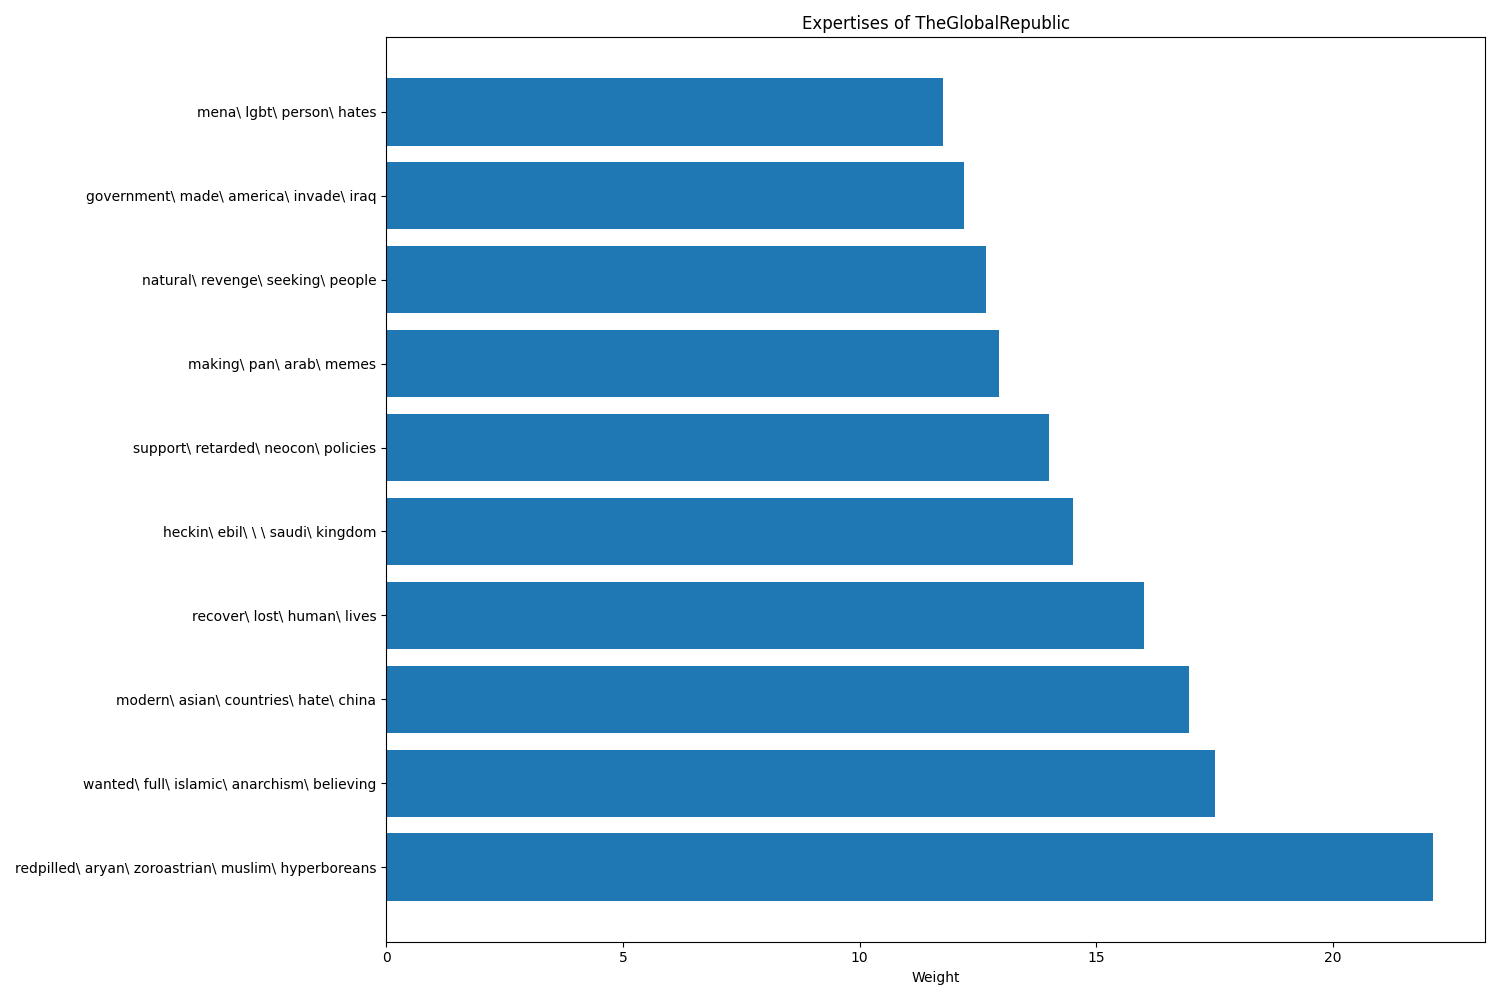 Expertises of TheGlobalRepublic
mena\ lgbt\ person\ hates
government\ made\ america\ invade\ iraq
natural\ revenge\ seeking\ people
making\ pan\ arab\ memes
support\ retarded\ neocon\ policies
heckin\ ebil\ \ \ saudi\ kingdom
recover\ lost\ human\ lives
modern\ asian\ countries\ hate\ china
wanted\ full\ islamic\ anarchism\ believing
redpilled\ aryan\ zoroastrian\ muslim\ hyperboreans
0 5 10 15 20
Weight